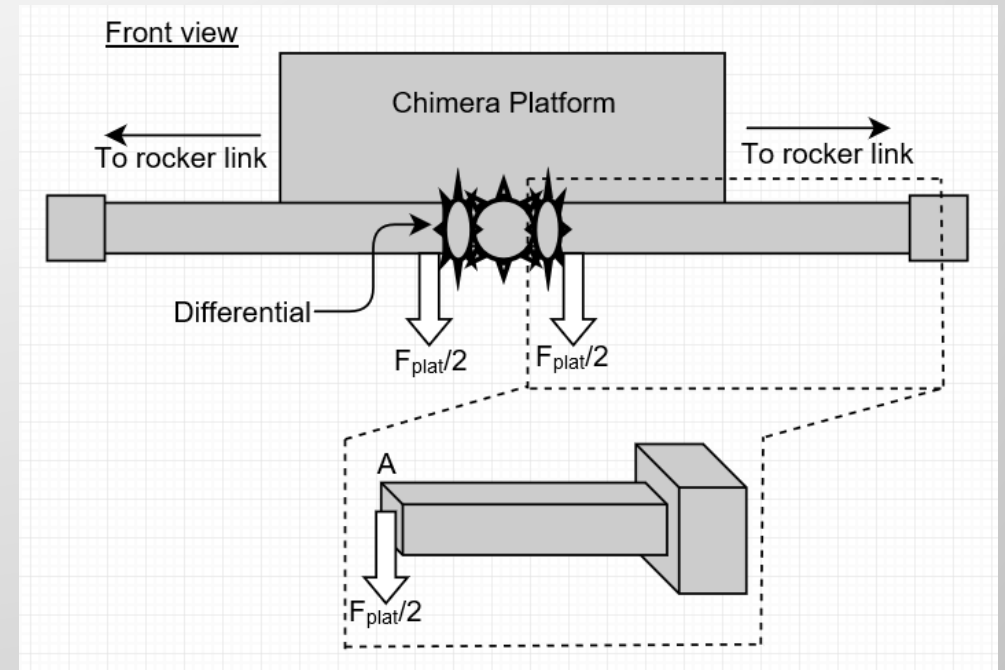 Front view
Chimera Platform
To rocker link
To rocker link
Differential
Fplat/2
Fplat/2
A
Fplat/2